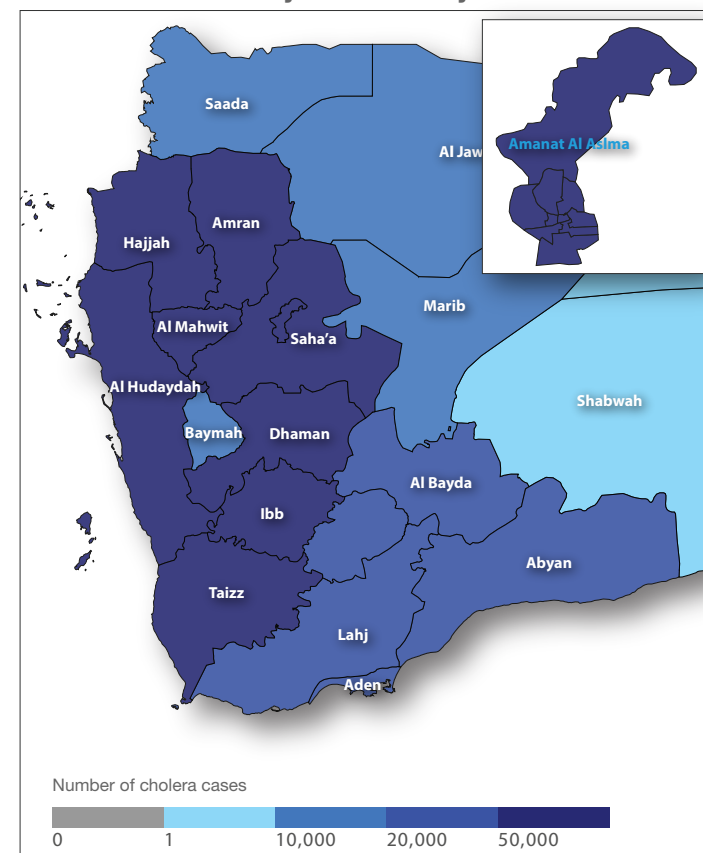 Saada
Al Jaw
Amanat Al Aslma
Amran
Hajjah
Marib
Al Mahwit
Saha'a
Al Hudaydah
Shabwah
Baymah
Dhaman
Al Bayda
Ibb
Abyan
Taizz
Lahj
Aden
Number of cholera cases
0 1 10,000 20,000 50,000